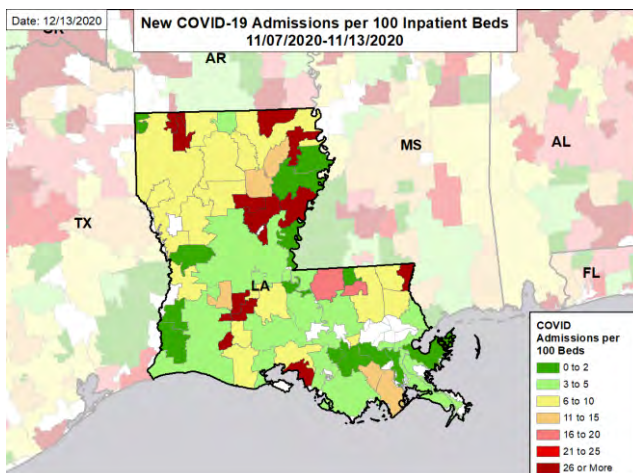 Date: 12/13/2020
New COVID-19 Admissions per 100 Inpatient Beds
11/07/2020-11/13/2020
OK
AR
MS
AL
TX
LA
FL
COVID
Admissions per
100 Beds
0 to 2
3 to 5
6 to 10
11 to 15
16 to 20
21 to 25
26 or More